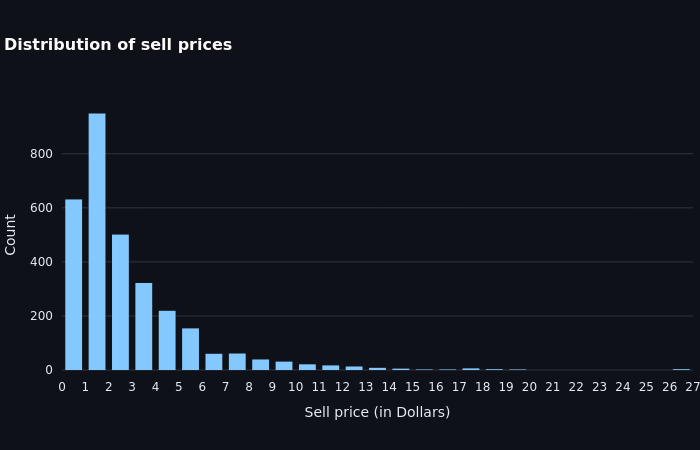 Distribution of sell prices
800
600
400
200
0
Count
0 1 2 3 4 5 6 7 8 9 10 11 12 13 14 15 16 17 18 19 20 21 22 23 24 25 26 27
Sell price (in Dollars)